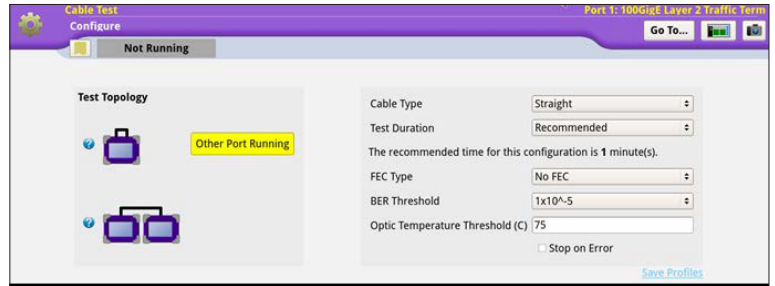 Cable Test
Port 1: 100GigE Layer 2 Traffic Term
Configure
Go To...
Not Running
Test Topology
Other Port Running
Cable Type
Straight
Test Duration
Recommended
The recommended time for this configuration is 1 minute(s).
FEC Type
No FEC
BER Threshold
1x10^-5
Optic Temperature Threshold (C)
75
Stop on Error
Save Profiles